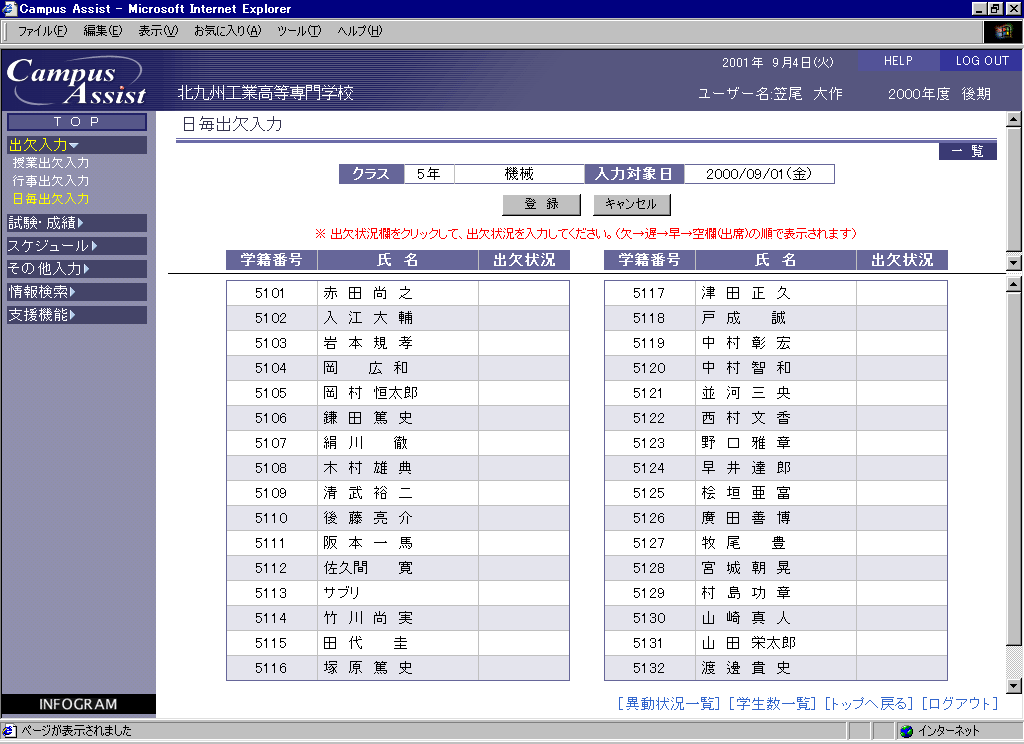 Campus Assist - Microsoft Internet Explorer
ファイル(F) 編集(E) 表示(V) お気に入り(A) ツール(T) ヘルプ(H)
Campus Assist
2001年 9月4日(火) HELP LOG OUT
北九州工業高等専門学校 ユーザー名:笠尾 大作 2000年度 後期
TOP
出欠入力
授業出欠入力
行事出欠入力
日毎出欠入力
試験・成績
スケジュール
その他入力
情報検索
支援機能
INFOGRAM
日毎出欠入力
一 覧
クラス 5年 機械 入力対象日 2000/09/01(金)
登 録 キャンセル
※ 出欠状況欄をクリックして、出欠状況を入力してください。(欠→遅→早→空欄(出席)の順で表示されます)
学籍番号 氏 名 出欠状況 学籍番号 氏 名 出欠状況
5101 赤 田 尚 之 5117 津 田 正 久
5102 入 江 大 輔 5118 戸 成 誠
5103 岩 本 規 孝 5119 中 村 彰 宏
5104 岡 広 和 5120 中 村 智 和
5105 岡 村 恒太郎 5121 並 河 三 央
5106 鎌 田 篤 史 5122 西 村 文 香
5107 絹 川 徹 5123 野 口 雅 章
5108 木 村 雄 典 5124 早 井 達 郎
5109 清 武 裕 二 5125 桧 垣 亜 富
5110 後 藤 亮 介 5126 廣 田 善 博
5111 阪 本 一 馬 5127 牧 尾 豊
5112 佐久間 寛 5128 宮 城 朝 晃
5113 サブリ 5129 村 島 功 章
5114 竹 川 尚 実 5130 山 崎 真 人
5115 田 代 圭 5131 山 田 栄太郎
5116 塚 原 篤 史 5132 渡 邊 貴 史
[異動状況一覧] [学生数一覧] [トップへ戻る] [ログアウト]
ページが表示されました インターネット